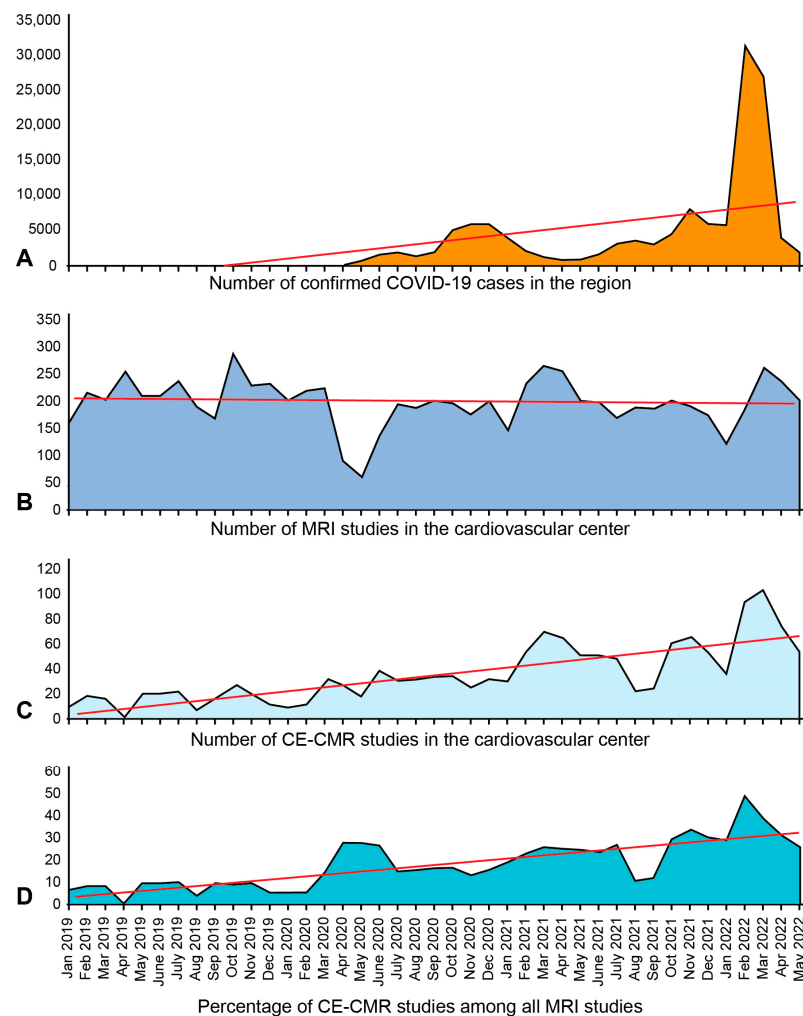 35,000
30,000
25,000
20,000
15,000
10,000
5000
0
A
Number of confirmed COVID-19 cases in the region
350
300
250
200
150
100
50
0
B
Number of MRI studies in the cardiovascular center
120
100
80
60
40
20
0
C
Number of CE-CMR studies in the cardiovascular center
60
50
40
30
20
10
0
D
Jan 2019
Feb 2019
Mar 2019
Apr 2019
May 2019
June 2019
July 2019
Aug 2019
Sep 2019
Oct 2019
Nov 2019
Dec 2019
Jan 2020
Feb 2020
Mar 2020
Apr 2020
May 2020
June 2020
July 2020
Aug 2020
Sep 2020
Oct 2020
Nov 2020
Dec 2020
Jan 2021
Feb 2021
Mar 2021
Apr 2021
May 2021
June 2021
July 2021
Aug 2021
Sep 2021
Oct 2021
Nov 2021
Dec 2021
Jan 2022
Feb 2022
Mar 2022
Apr 2022
May 2022
Percentage of CE-CMR studies among all MRI studies